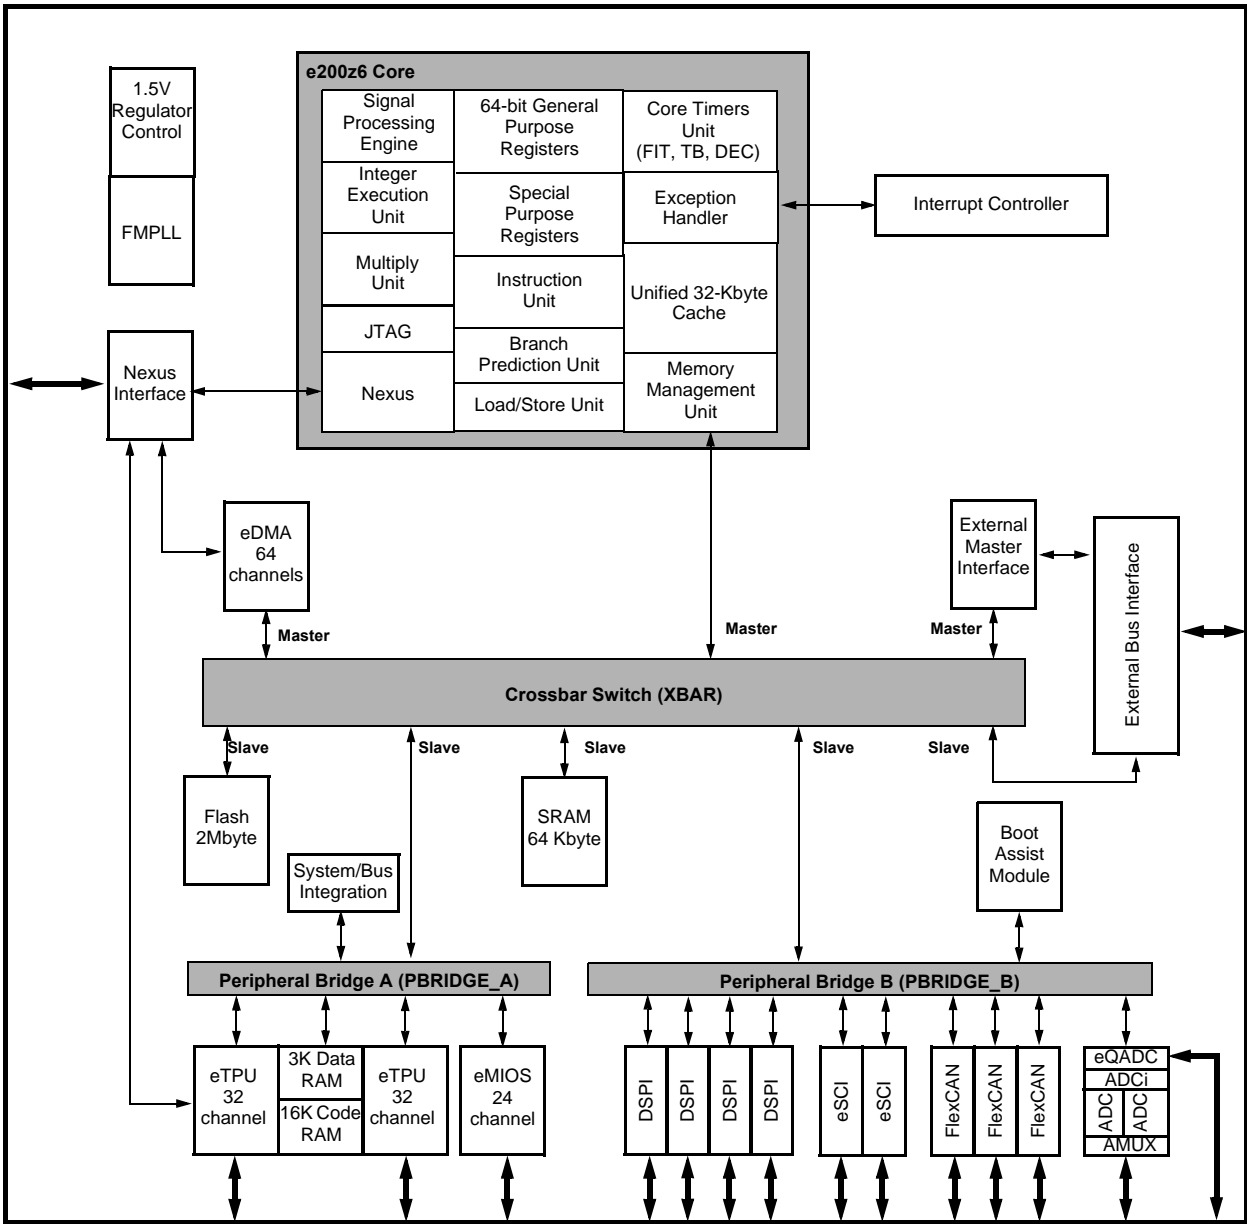 e200z6 Core
1.5V
Regulator
Control
FMPLL
Signal
Processing
Engine
Integer
Execution
Unit
Multiply
Unit
JTAG
Nexus
64-bit General
Purpose
Registers
Special
Purpose
Registers
Instruction
Unit
Branch
Prediction Unit
Load/Store Unit
Core Timers
Unit
(FIT, TB, DEC)
Exception
Handler
Unified 32-Kbyte
Cache
Memory
Management
Unit
Interrupt Controller
Nexus
Interface
eDMA
64
channels
External
Master
Interface
External Bus Interface
Master
Master
Master
Crossbar Switch (XBAR)
Slave
Slave
Slave
Slave
Slave
Flash
2Mbyte
SRAM
64 Kbyte
Boot
Assist
Module
System/Bus
Integration
Peripheral Bridge A (PBRIDGE_A)
Peripheral Bridge B (PBRIDGE_B)
eTPU
32
channel
3K Data
RAM
16K Code
RAM
eTPU
32
channel
eMIOS
24
channel
DSPI
DSPI
DSPI
DSPI
eSCI
eSCI
FlexCAN
FlexCAN
FlexCAN
eQADC
ADCi
ADC
ADC
AMUX